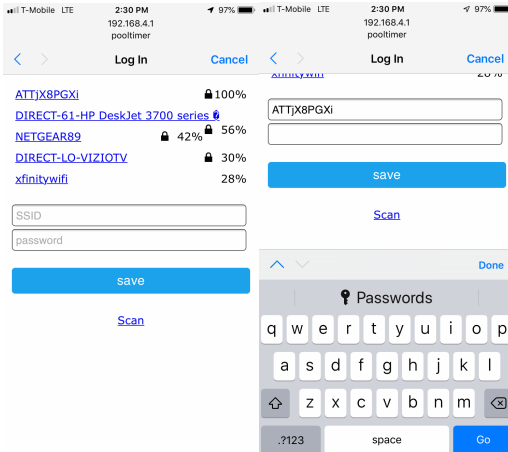 T-Mobile LTE 2:30 PM 97%
192.168.4.1
pooltimer
Log In Cancel
ATTjX8PGXi 100%
DIRECT-61-HP DeskJet 3700 series �
56%
NETGEAR89 42%
DIRECT-LO-VIZIOTV 30%
xfinitywifi 28%
SSID
password
save
Scan
T-Mobile LTE 2:30 PM 97%
192.168.4.1
pooltimer
Log In Cancel
xfinitywifi 28%
ATTjX8PGXi
save
Scan
Done
Passwords
q w e r t y u i o p
a s d f g h j k l
z x c v b n m
.?123 space Go